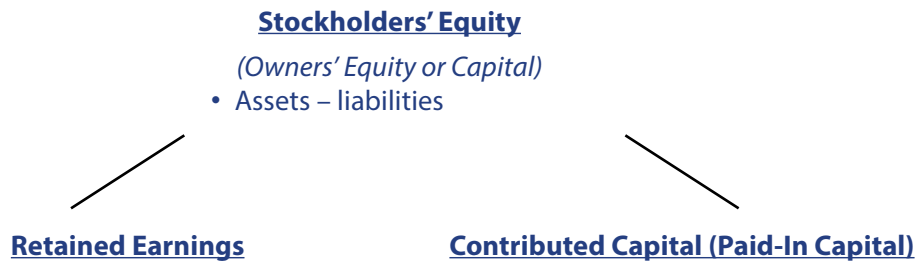 Stockholders’ Equity
(Owners’ Equity or Capital)
• Assets – liabilities
Retained Earnings
Contributed Capital (Paid-In Capital)